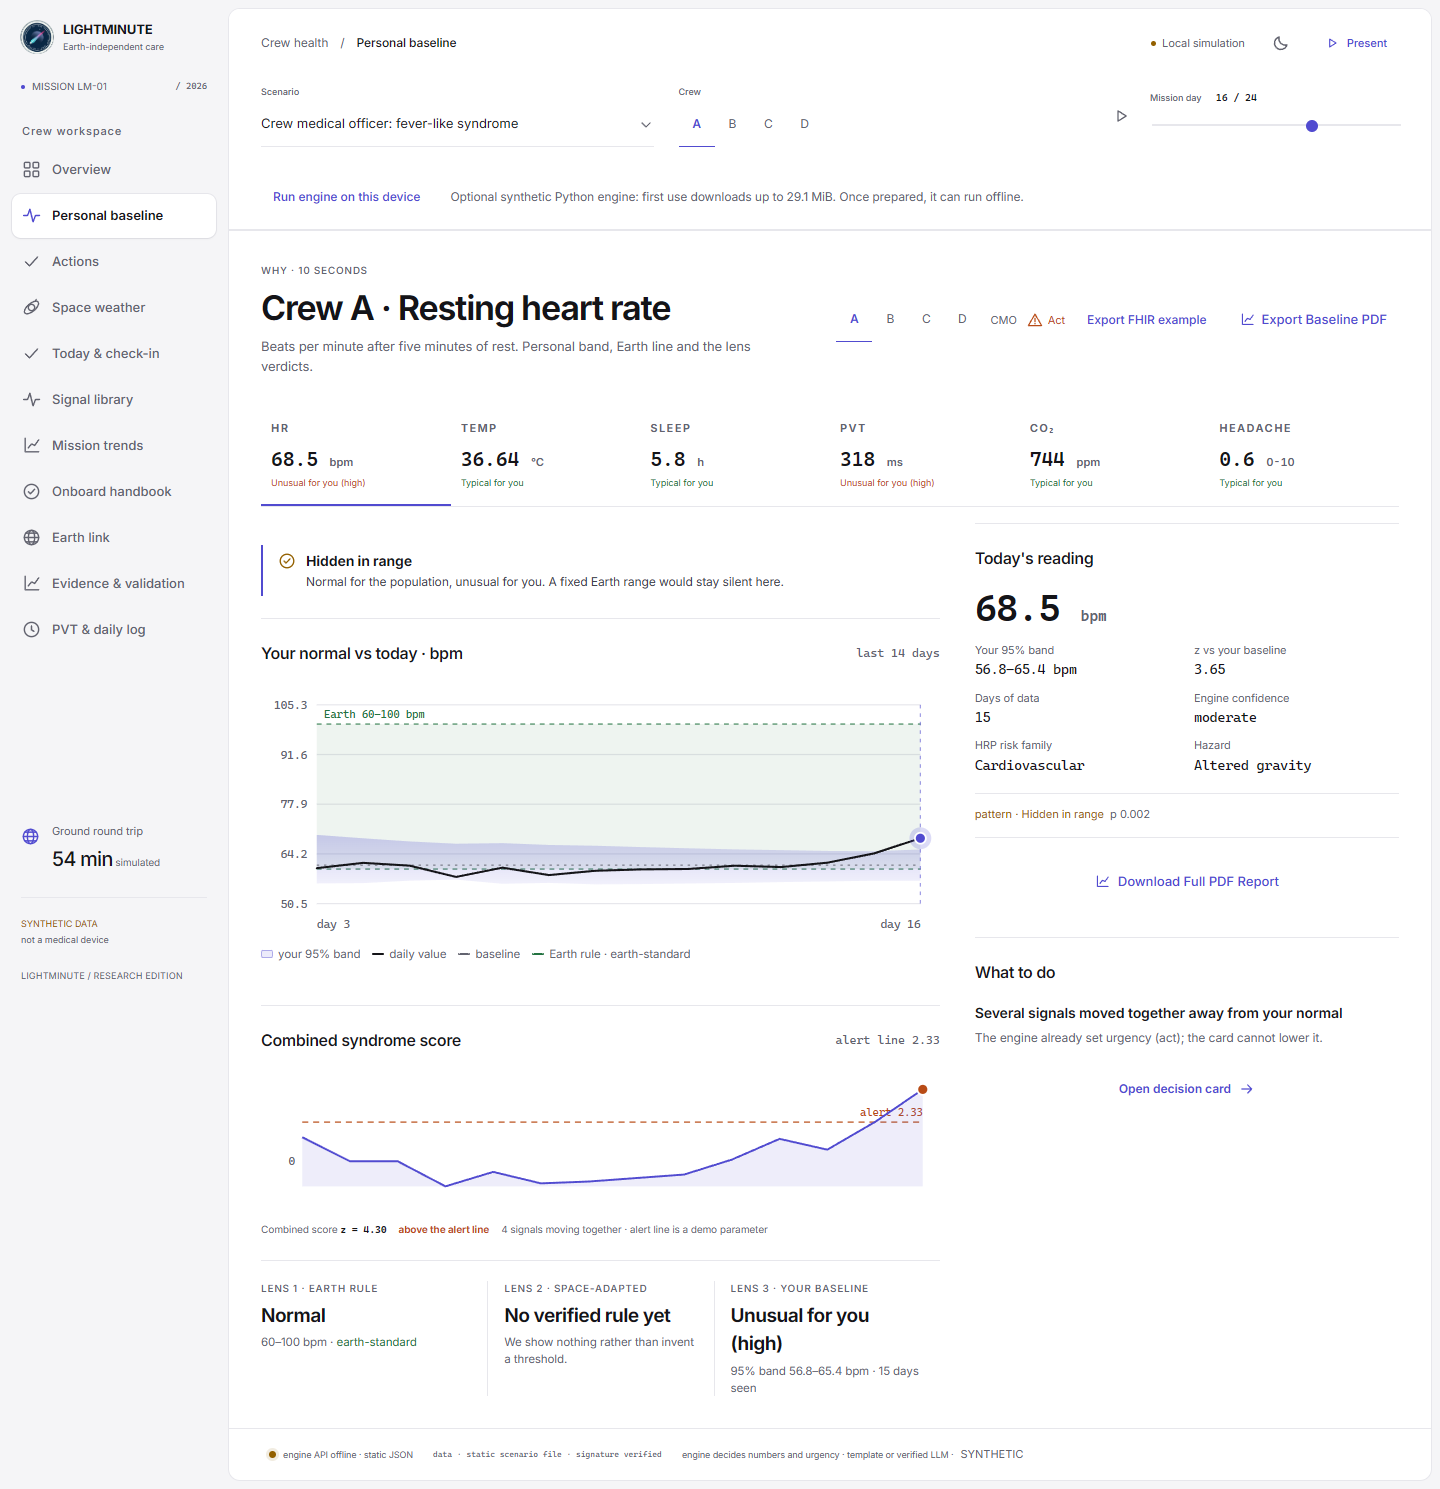 LIGHTMINUTE
Earth-independent care
MISSION LM-01 / 2026
Crew workspace
Overview
Personal baseline
Actions
Space weather
Today & check-in
Signal library
Mission trends
Onboard handbook
Earth link
Evidence & validation
PVT & daily log
Ground round trip
54 min simulated
SYNTHETIC DATA
not a medical device
LIGHTMINUTE / RESEARCH EDITION
Crew health / Personal baseline
Local simulation
Present
Scenario
Crew medical officer: fever-like syndrome
Crew
A B C D
Mission day 16 / 24
Run engine on this device
Optional synthetic Python engine: first use downloads up to 29.1 MiB. Once prepared, it can run offline.
WHY · 10 SECONDS
Crew A · Resting heart rate
Beats per minute after five minutes of rest. Personal band, Earth line and the lens
verdicts.
A B C D CMO Act Export FHIR example Export Baseline PDF
HR
68.5 bpm
Unusual for you (high)
TEMP
36.64 °C
Typical for you
SLEEP
5.8 h
Typical for you
PVT
318 ms
Unusual for you (high)
CO₂
744 ppm
Typical for you
HEADACHE
0.6 0-10
Typical for you
Hidden in range
Normal for the population, unusual for you. A fixed Earth range would stay silent here.
Your normal vs today · bpm
last 14 days
105.3
Earth 60–100 bpm
91.6
77.9
64.2
50.5
day 3 day 16
your 95% band daily value baseline Earth rule · earth-standard
Combined syndrome score
alert line 2.33
alert 2.33
0
Combined score z = 4.30 above the alert line 4 signals moving together · alert line is a demo parameter
LENS 1 · EARTH RULE
Normal
60–100 bpm · earth-standard
LENS 2 · SPACE-ADAPTED
No verified rule yet
We show nothing rather than invent
a threshold.
LENS 3 · YOUR BASELINE
Unusual for you
(high)
95% band 56.8–65.4 bpm · 15 days
seen
Today's reading
68.5 bpm
Your 95% band
56.8–65.4 bpm
z vs your baseline
3.65
Days of data
15
Engine confidence
moderate
HRP risk family
Cardiovascular
Hazard
Altered gravity
pattern · Hidden in range p 0.002
Download Full PDF Report
What to do
Several signals moved together away from your normal
The engine already set urgency (act); the card cannot lower it.
Open decision card
engine API offline · static JSON data · static scenario file · signature verified engine decides numbers and urgency · template or verified LLM · SYNTHETIC